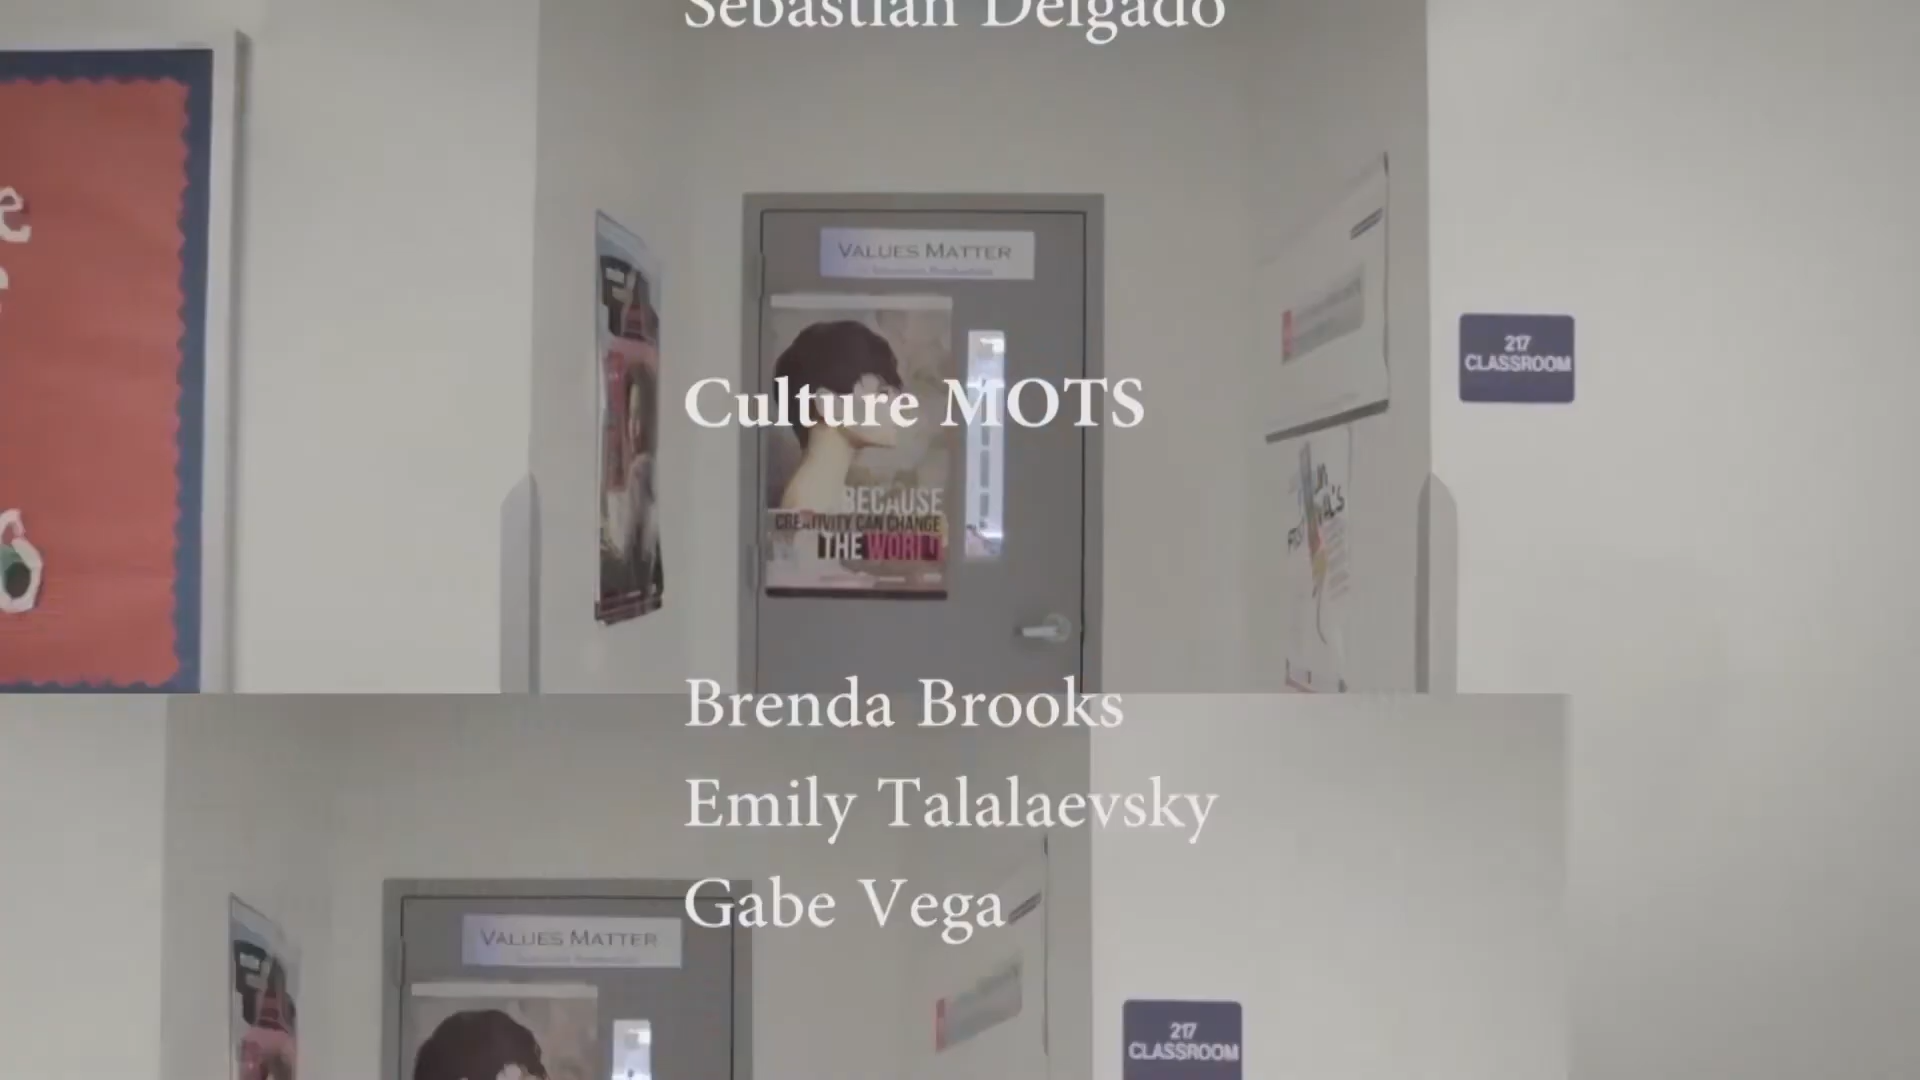 Sebastian Delgado
VALUES MATTER
217
CLASSROOM
Culture MOTS
BECAUSE
CREATIVITY CAN CHANGE
THE WORLD
Brenda Brooks
Emily Talalaevsky
Gabe Vega
VALUES MATTER
217
CLASSROOM